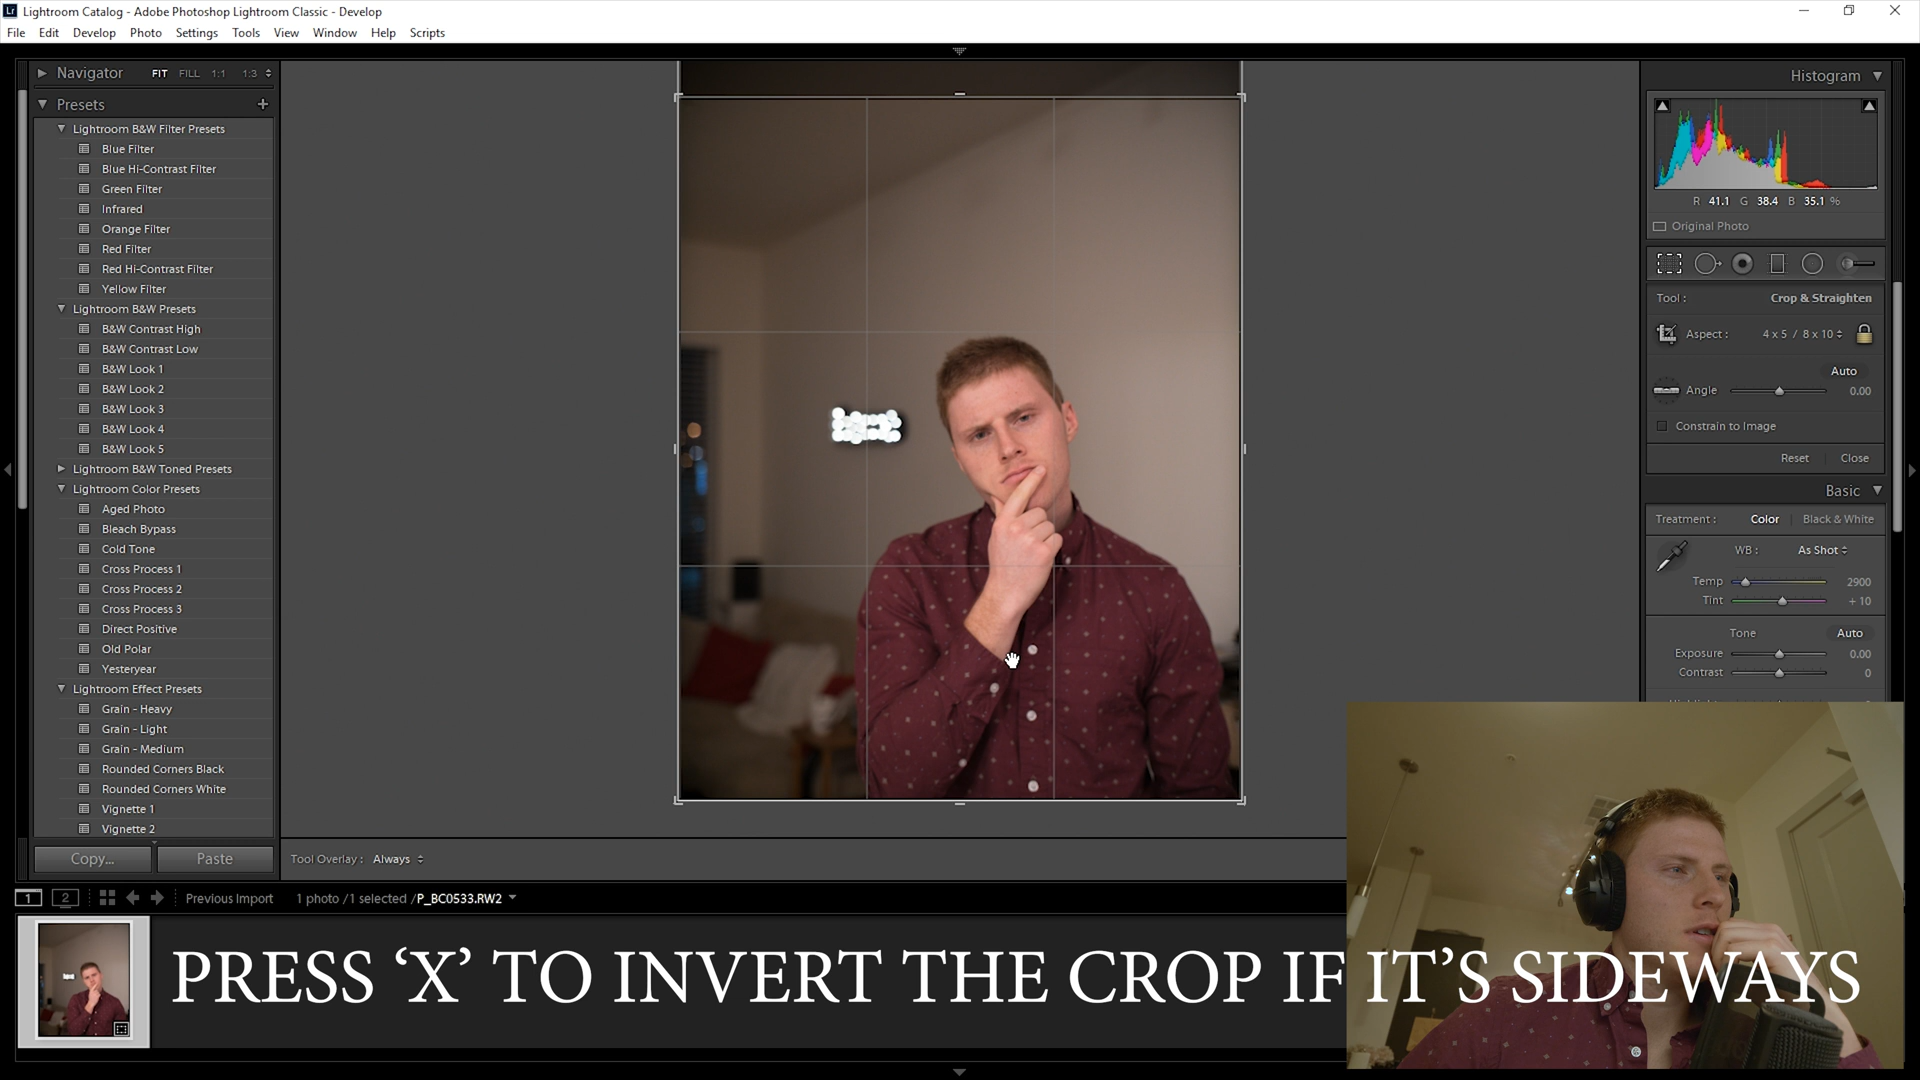 Lr Lightroom Catalog - Adobe Photoshop Lightroom Classic - Develop
File Edit Develop Photo Settings Tools View Window Help Scripts
Navigator FIT FILL 1:1 1:3
Presets +
Lightroom B&W Filter Presets
Blue Filter
Blue Hi-Contrast Filter
Green Filter
Infrared
Orange Filter
Red Filter
Red Hi-Contrast Filter
Yellow Filter
Lightroom B&W Presets
B&W Contrast High
B&W Contrast Low
B&W Look 1
B&W Look 2
B&W Look 3
B&W Look 4
B&W Look 5
Lightroom B&W Toned Presets
Lightroom Color Presets
Aged Photo
Bleach Bypass
Cold Tone
Cross Process 1
Cross Process 2
Cross Process 3
Direct Positive
Old Polar
Yesteryear
Lightroom Effect Presets
Grain - Heavy
Grain - Light
Grain - Medium
Rounded Corners Black
Rounded Corners White
Vignette 1
Vignette 2
Copy... Paste
Tool Overlay : Always
Histogram
R 41.1 G 38.4 B 35.1 %
Original Photo
Tool : Crop & Straighten
Aspect : 4 x 5 / 8 x 10
Auto
Angle 0.00
Constrain to Image
Reset Close
Basic
Treatment : Color Black & White
WB : As Shot
Temp 2900
Tint + 10
Tone Auto
Exposure 0.00
Contrast 0
1 2 Previous Import 1 photo /1 selected /P_BC0533.RW2
PRESS ‘X’ TO INVERT THE CROP IF IT’S SIDEWAYS